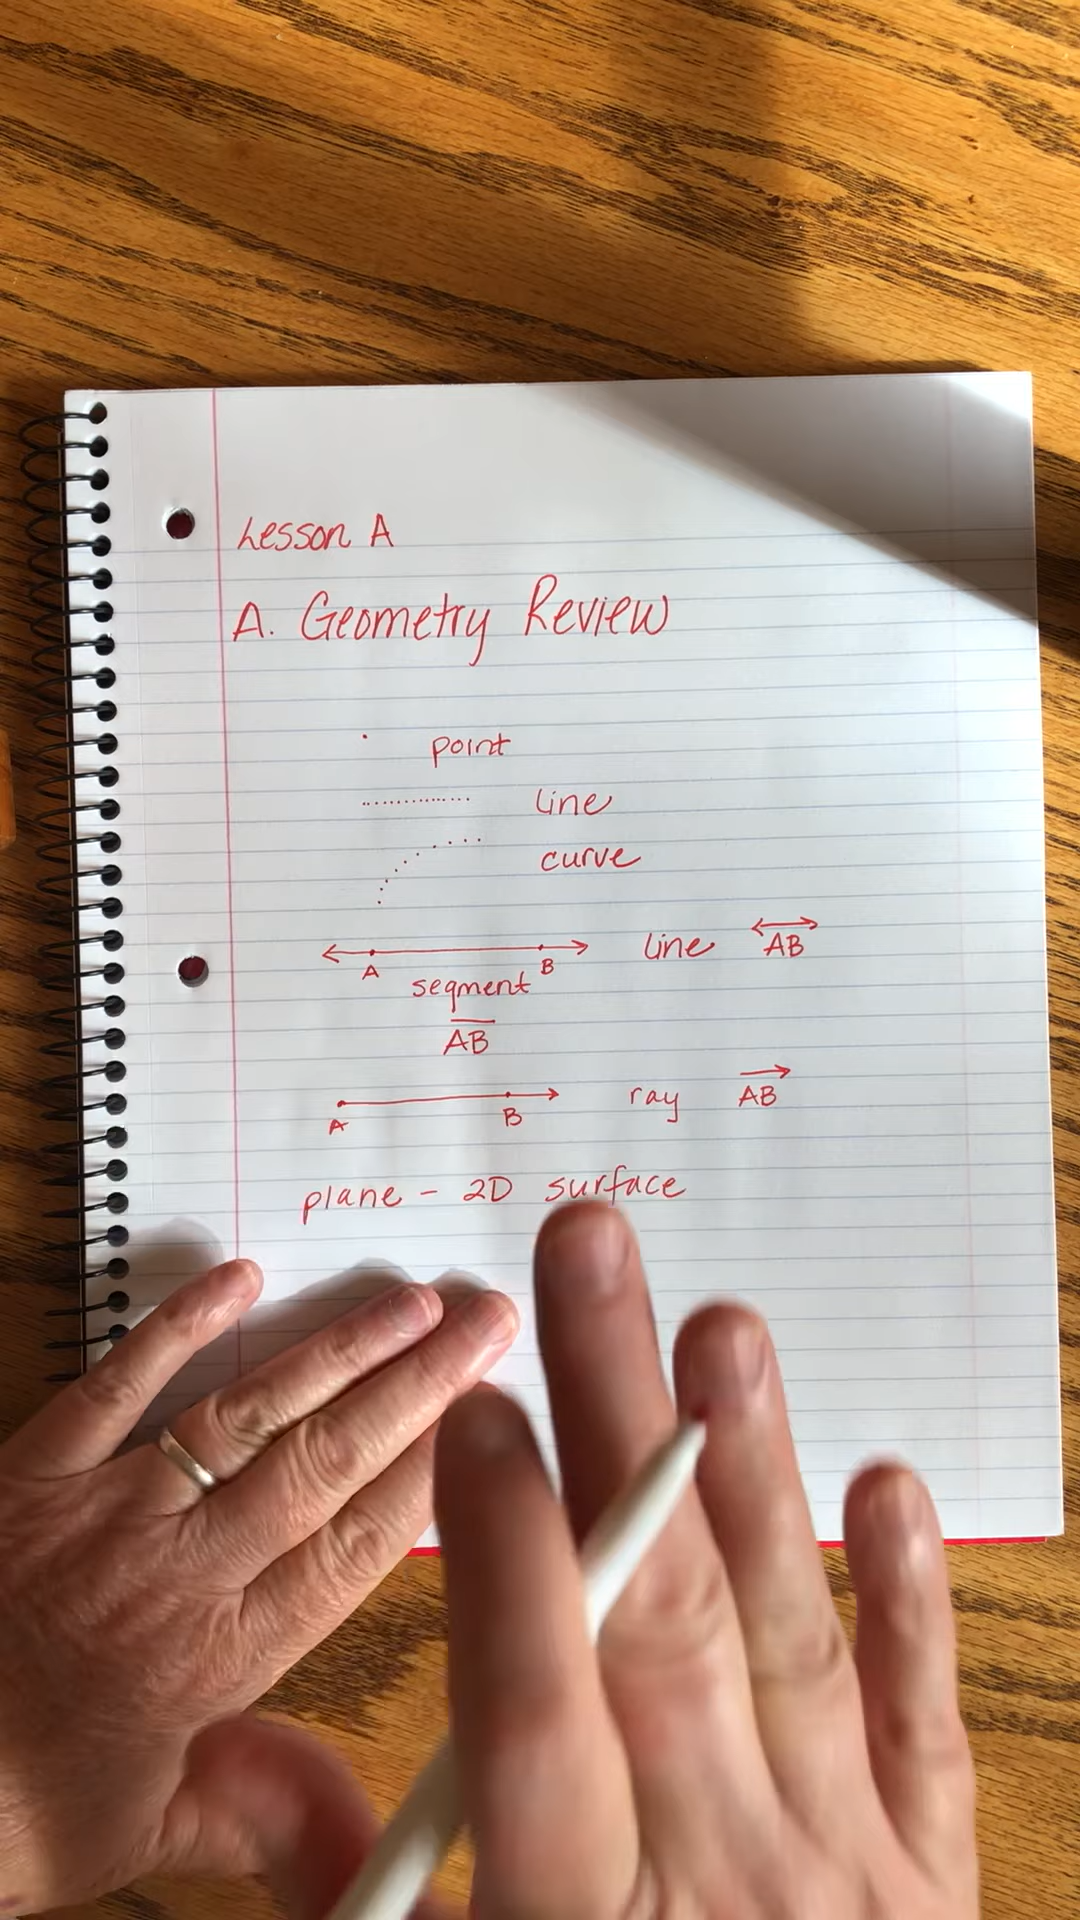 Lesson A
A. Geometry Review
point
line
curve
A B line AB
segment
AB
A B ray AB
plane - 2D surface